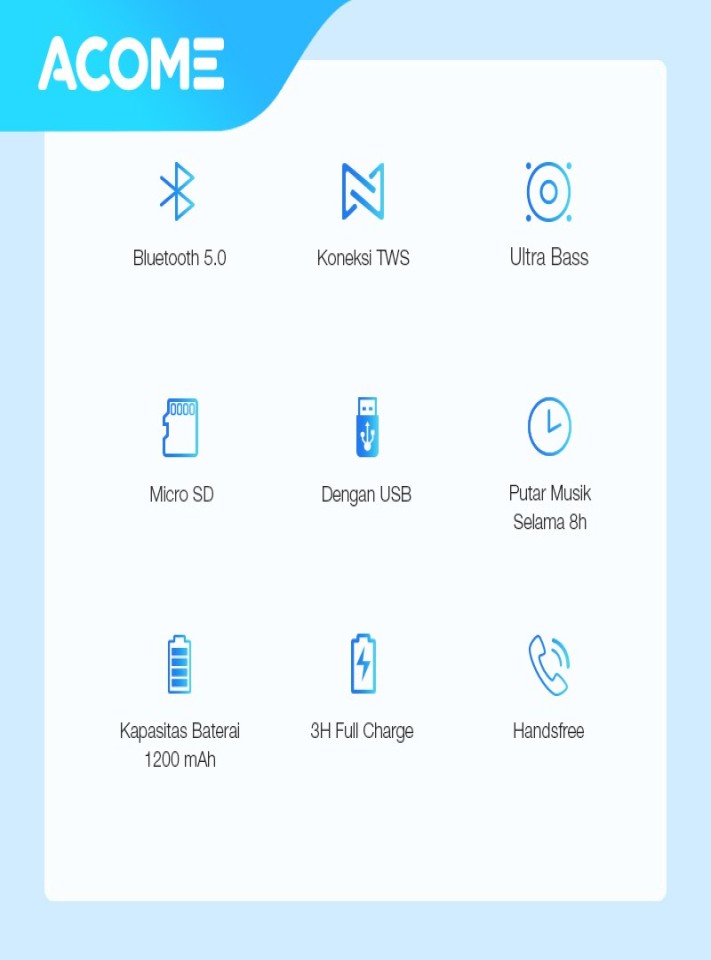 ACOME
Bluetooth 5.0
Koneksi TWS
Ultra Bass
Micro SD
Dengan USB
Putar Musik
Selama 8h
Kapasitas Baterai
1200 mAh
3H Full Charge
Handsfree